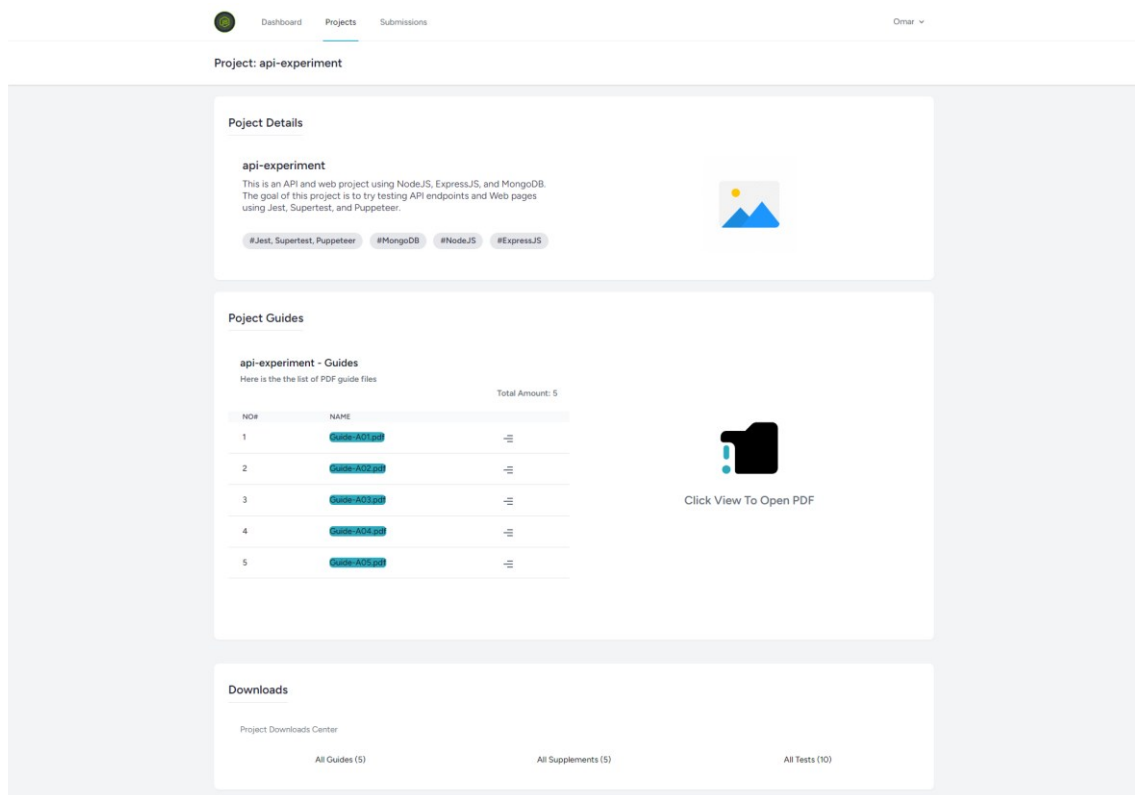 Dashboard Projects Submissions Omar
Project: api-experiment
Poject Details
api-experiment
This is an API and web project using NodeJS, ExpressJS, and MongoDB.
The goal of this project is to try testing API endpoints and Web pages
using Jest, Supertest, and Puppeteer.
#Jest, Supertest, Puppeteer #MongoDB #NodeJS #ExpressJS
Poject Guides
api-experiment - Guides
Here is the the list of PDF guide files
Total Amount: 5
NO# NAME
1 Guide-A01.pdf
2 Guide-A02.pdf
3 Guide-A03.pdf
4 Guide-A04.pdf
5 Guide-A05.pdf
Click View To Open PDF
Downloads
Project Downloads Center
All Guides (5) All Supplements (5) All Tests (10)